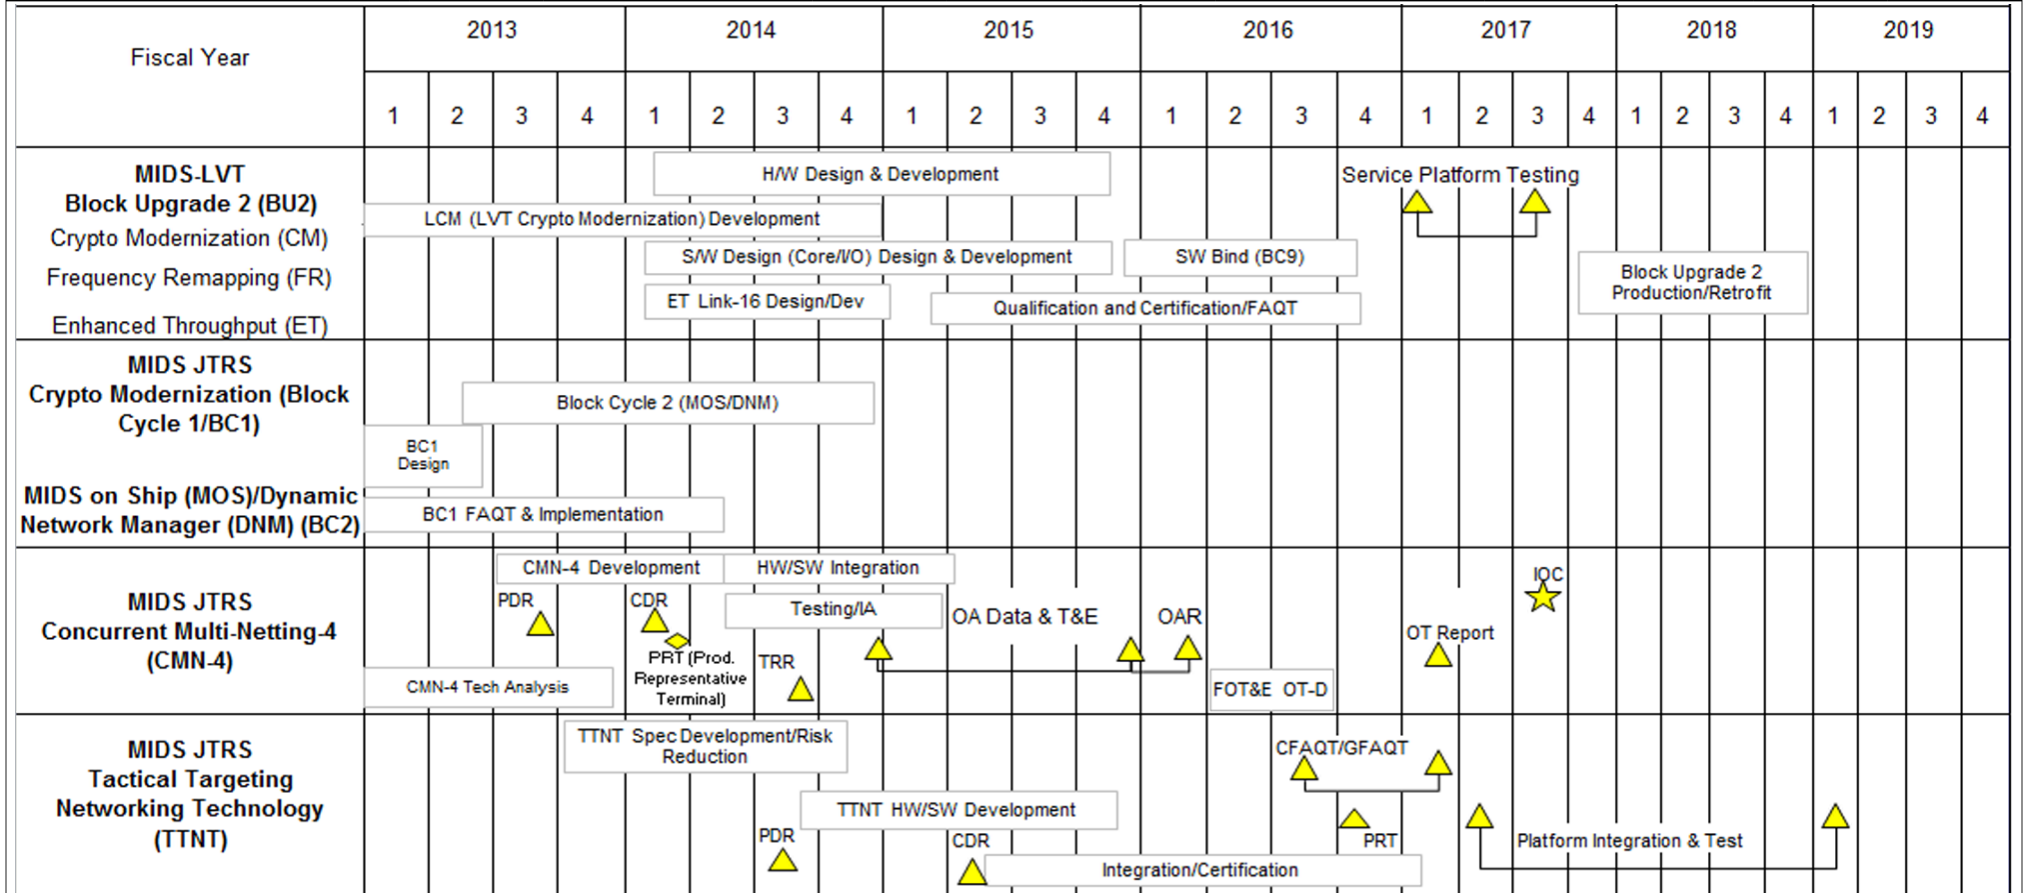 Fiscal Year
2013 2014 2015 2016 2017 2018 2019
1 2 3 4 1 2 3 4 1 2 3 4 1 2 3 4 1 2 3 4 1 2 3 4 1 2 3 4
MIDS-LVT
Block Upgrade 2 (BU2)
Crypto Modernization (CM)
Frequency Remapping (FR)
Enhanced Throughput (ET)
H/W Design & Development
Service Platform Testing
LCM (LVT Crypto Modernization) Development
S/W Design (Core/I/O) Design & Development
SW Bind (BC9)
Block Upgrade 2
Production/Retrofit
ET Link-16 Design/Dev
Qualification and Certification/FAQT
MIDS JTRS
Crypto Modernization (Block
Cycle 1/BC1)
MIDS on Ship (MOS)/Dynamic
Network Manager (DNM) (BC2)
Block Cycle 2 (MOS/DNM)
BC1
Design
BC1 FAQT & Implementation
MIDS JTRS
Concurrent Multi-Netting-4
(CMN-4)
CMN-4 Development
HW/SW Integration
IOC
PDR
CDR
Testing/IA
OA Data & T&E
OAR
OT Report
PRT (Prod.
Representative
Terminal)
TRR
CMN-4 Tech Analysis
FOT&E OT-D
MIDS JTRS
Tactical Targeting
Networking Technology
(TTNT)
TTNT Spec Development/Risk
Reduction
CFAQT/GFAQT
TTNT HW/SW Development
PDR
CDR
PRT
Platform Integration & Test
Integration/Certification